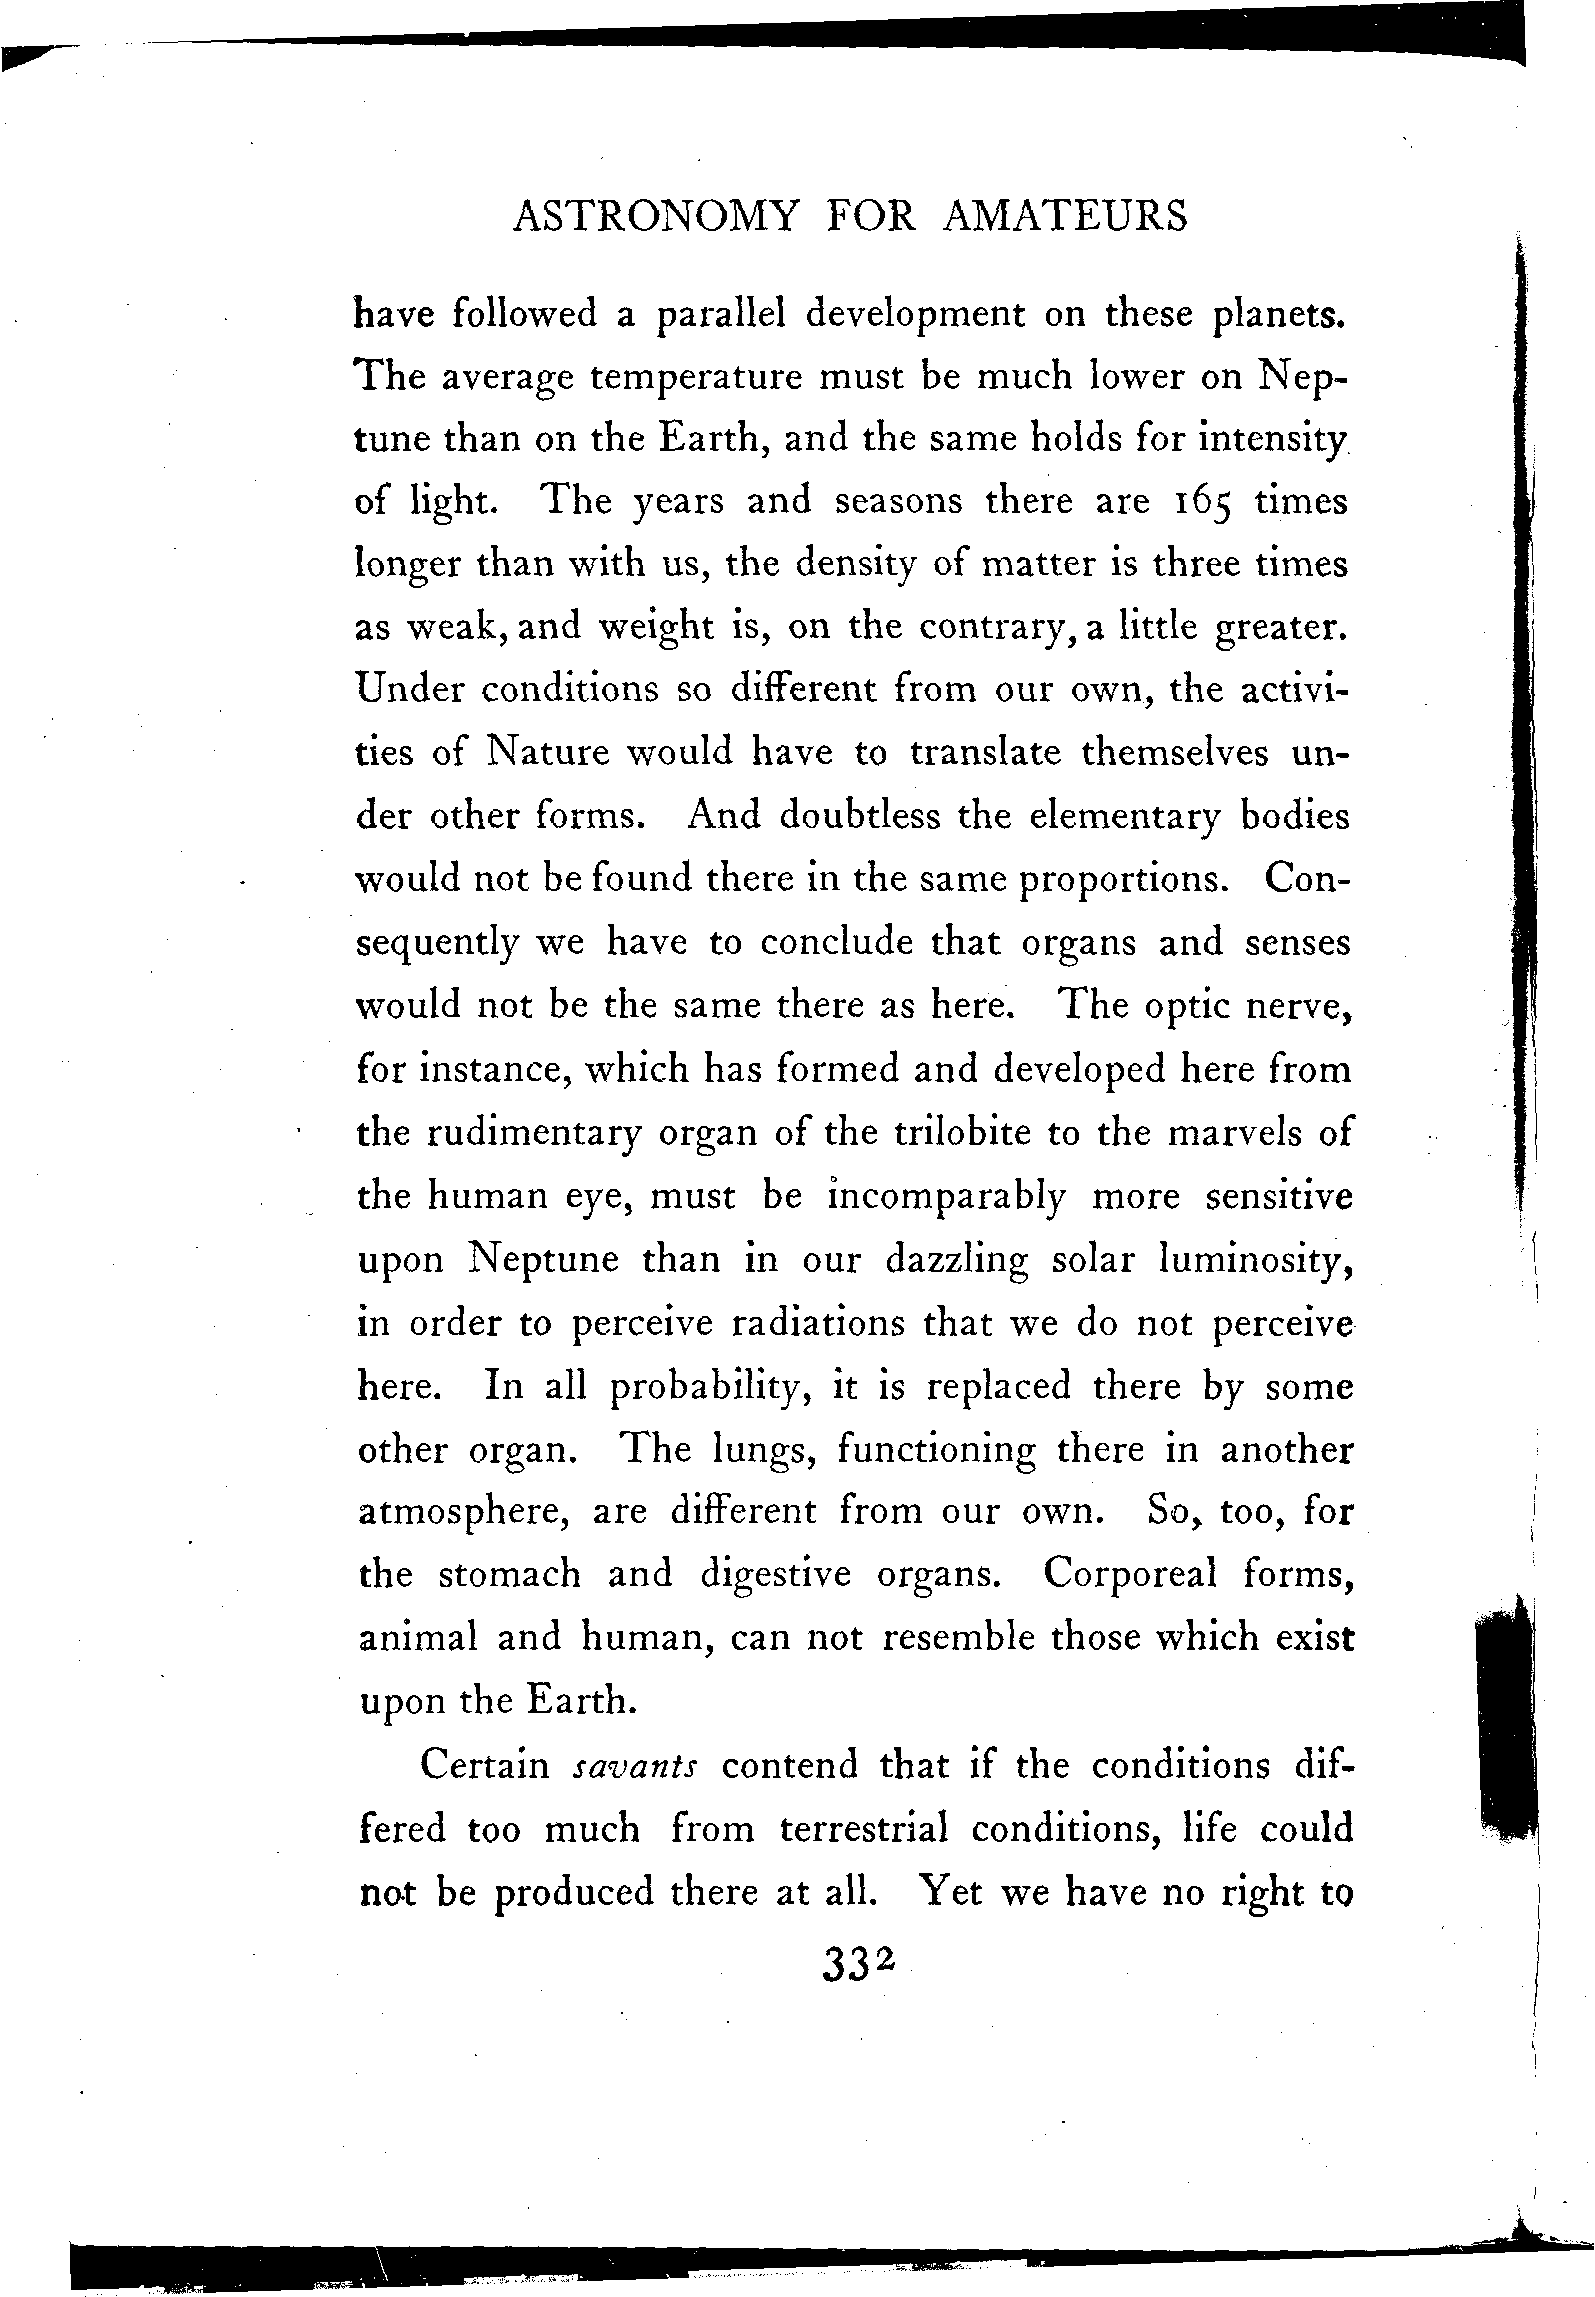 ASTRONOMY FOR AMATEURS
have followed a parallel development on these planets.
The average temperature must be much lower on Nep-
tune than on the Earth, and the same holds for intensity
of light. The years and seasons there are 165 times
longer than with us, the density of matter is three times
as weak, and weight is, on the contrary, a little greater.
Under conditions so different from our own, the activi-
ties of Nature would have to translate themselves un-
der other forms. And doubtless the elementary bodies
would not be found there in the same proportions. Con-
sequently we have to conclude that organs and senses
would not be the same there as here. The optic nerve,
for instance, which has formed and developed here from
the rudimentary organ of the trilobite to the marvels of
the human eye, must be incomparably more sensitive
upon Neptune than in our dazzling solar luminosity,
in order to perceive radiations that we do not perceive
here. In all probability, it is replaced there by some
other organ. The lungs, functioning there in another
atmosphere, are different from our own. So, too, for
the stomach and digestive organs. Corporeal forms,
animal and human, can not resemble those which exist
upon the Earth.
Certain savants contend that if the conditions dif-
fered too much from terrestrial conditions, life could
not be produced there at all. Yet we have no right to
332